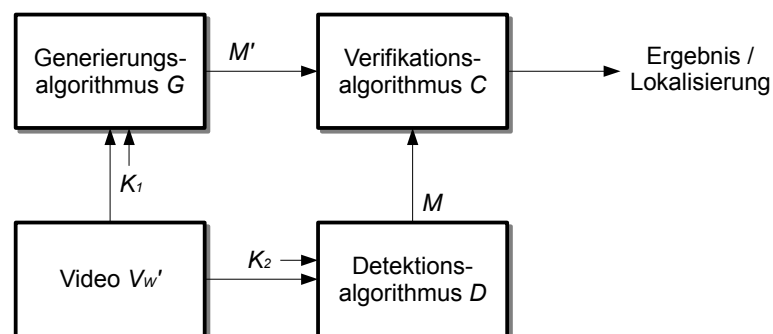 Generierungs-
algorithmus G
M'
Verifikations-
algorithmus C
Ergebnis /
Lokalisierung
K₁
M
Video Vw'
K₂
Detektions-
algorithmus D